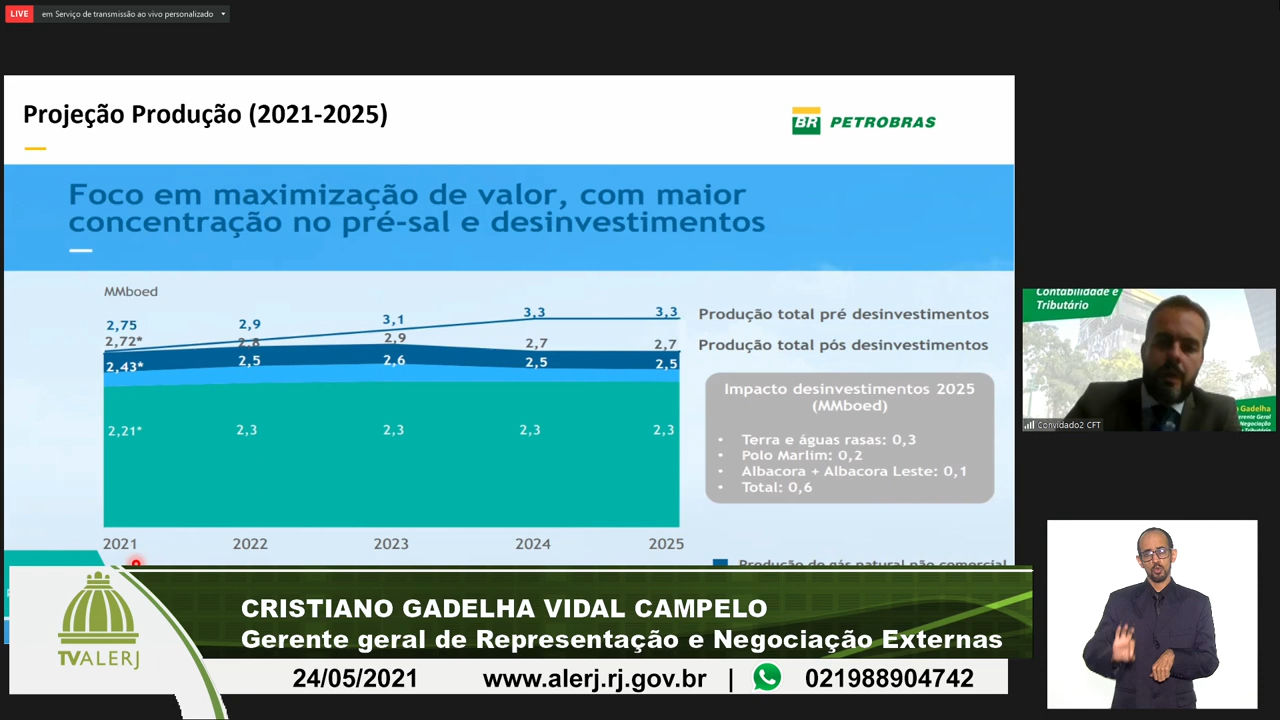 LIVE em Serviço de transmissão ao vivo personalizado
Projeção Produção (2021-2025)
BR PETROBRAS
Foco em maximização de valor, com maior
concentração no pré-sal e desinvestimentos
MMboed
2,75 2,9 3,1 3,3 3,3 Produção total pré desinvestimentos
2,72* 2,8 2,9 2,7 2,7 Produção total pós desinvestimentos
2,43* 2,5 2,6 2,5 2,5
2,21* 2,3 2,3 2,3 2,3
2021 2022 2023 2024 2025
Impacto desinvestimentos 2025
(MMboed)
• Terra e águas rasas: 0,3
• Polo Marlim: 0,2
• Albacora + Albacora Leste: 0,1
• Total: 0,6
Produção de gás natural não comercial
Contabilidade e
Tributário
Gadelha
Gerente Geral
Negociação
Tributário
Convidado2 CFT
TVALERJ
CRISTIANO GADELHA VIDAL CAMPELO
Gerente geral de Representação e Negociação Externas
24/05/2021 www.alerj.rj.gov.br | 021988904742